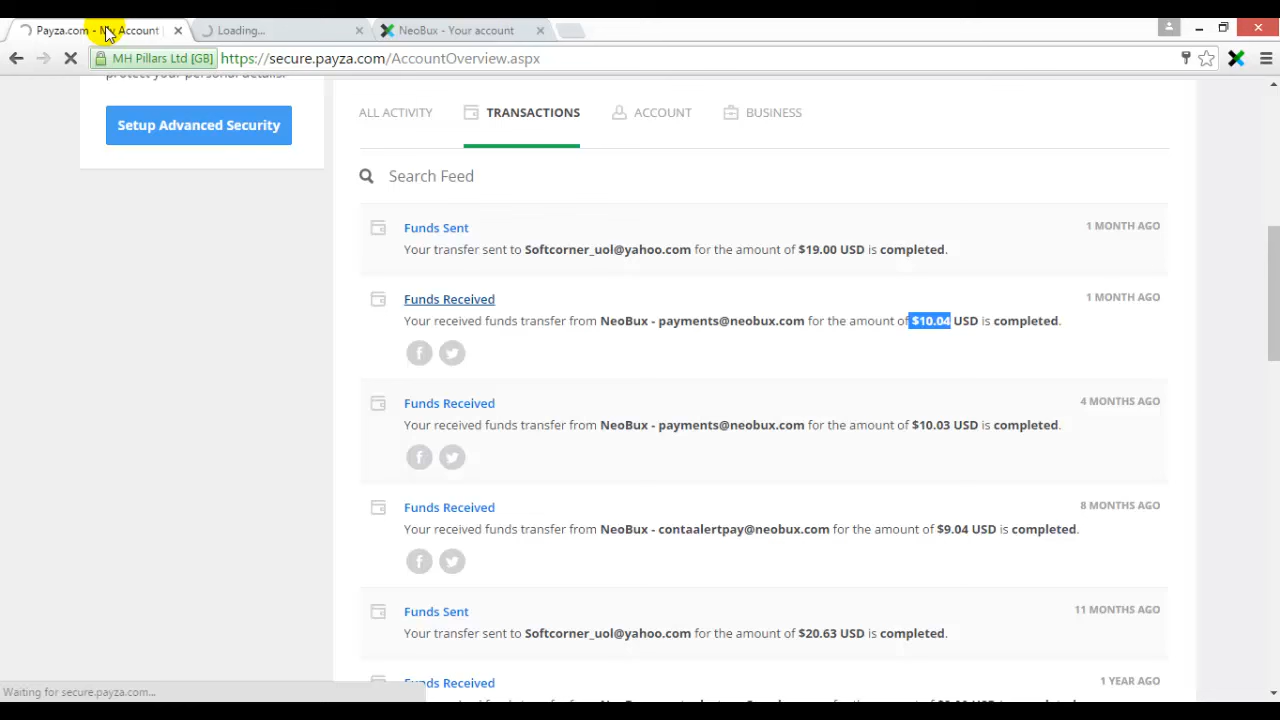 Payza.com - My Account
Loading...
NeoBux - Your account
MH Pillars Ltd [GB]
https://secure.payza.com/AccountOverview.aspx
protect your personal details.
Setup Advanced Security
ALL ACTIVITY
TRANSACTIONS
ACCOUNT
BUSINESS
Search Feed
Funds Sent
1 MONTH AGO
Your transfer sent to Softcorner_uol@yahoo.com for the amount of $19.00 USD is completed.
Funds Received
1 MONTH AGO
Your received funds transfer from NeoBux - payments@neobux.com for the amount of $10.04 USD is completed.
Funds Received
4 MONTHS AGO
Your received funds transfer from NeoBux - payments@neobux.com for the amount of $10.03 USD is completed.
Funds Received
8 MONTHS AGO
Your received funds transfer from NeoBux - contaalertpay@neobux.com for the amount of $9.04 USD is completed.
Funds Sent
11 MONTHS AGO
Your transfer sent to Softcorner_uol@yahoo.com for the amount of $20.63 USD is completed.
Funds Received
1 YEAR AGO
Waiting for secure.payza.com...